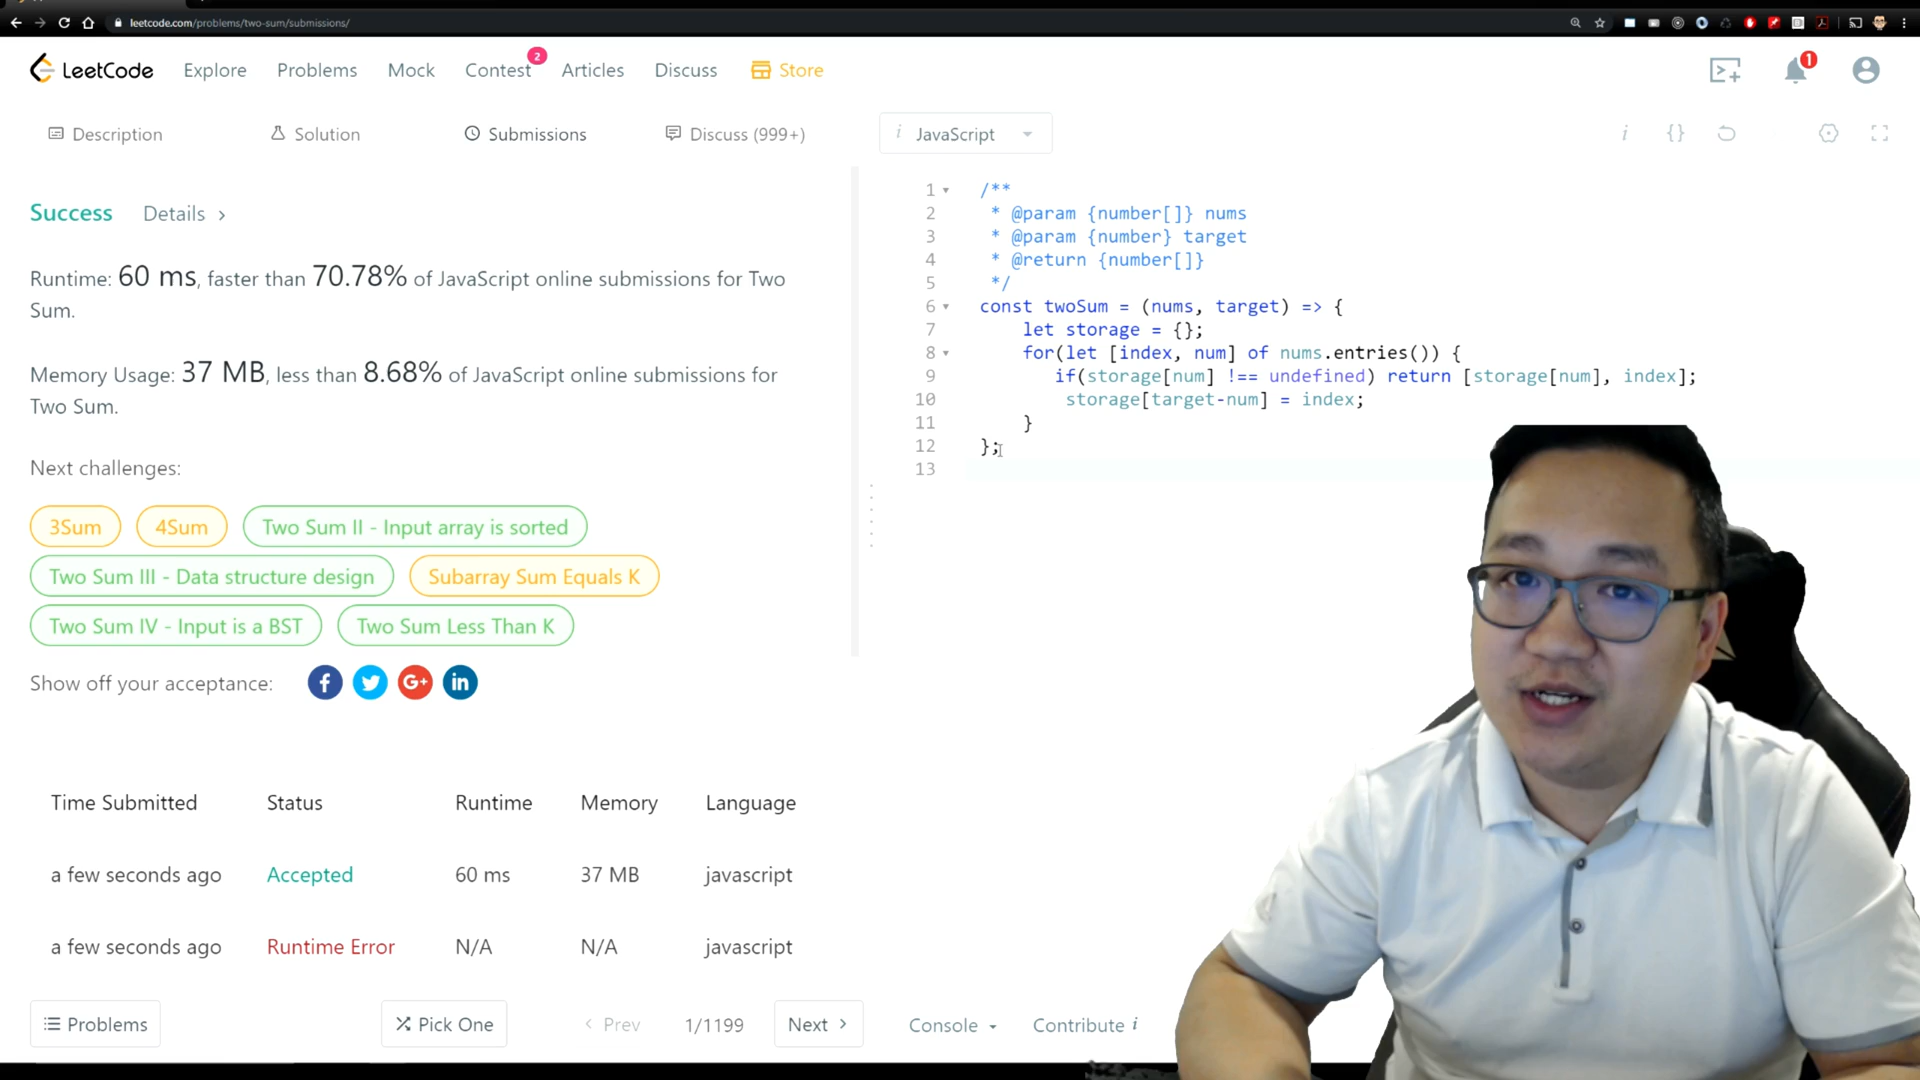 leetcode.com/problems/two-sum/submissions/
LeetCode Explore Problems Mock Contest 2 Articles Discuss Store 1
Description Solution Submissions Discuss (999+) i JavaScript i {}
Success Details >
Runtime: 60 ms, faster than 70.78% of JavaScript online submissions for Two
Sum.
Memory Usage: 37 MB, less than 8.68% of JavaScript online submissions for
Two Sum.
Next challenges:
3Sum 4Sum Two Sum II - Input array is sorted
Two Sum III - Data structure design Subarray Sum Equals K
Two Sum IV - Input is a BST Two Sum Less Than K
Show off your acceptance: f G+ in
Time Submitted Status Runtime Memory Language
a few seconds ago Accepted 60 ms 37 MB javascript
a few seconds ago Runtime Error N/A N/A javascript
Problems Pick One < Prev 1/1199 Next >
1 /**
2 * @param {number[]} nums
3 * @param {number} target
4 * @return {number[]}
5 */
6 const twoSum = (nums, target) => {
7 let storage = {};
8 for(let [index, num] of nums.entries()) {
9 if(storage[num] !== undefined) return [storage[num], index];
10 storage[target-num] = index;
11 }
12 };
13
Console Contribute i